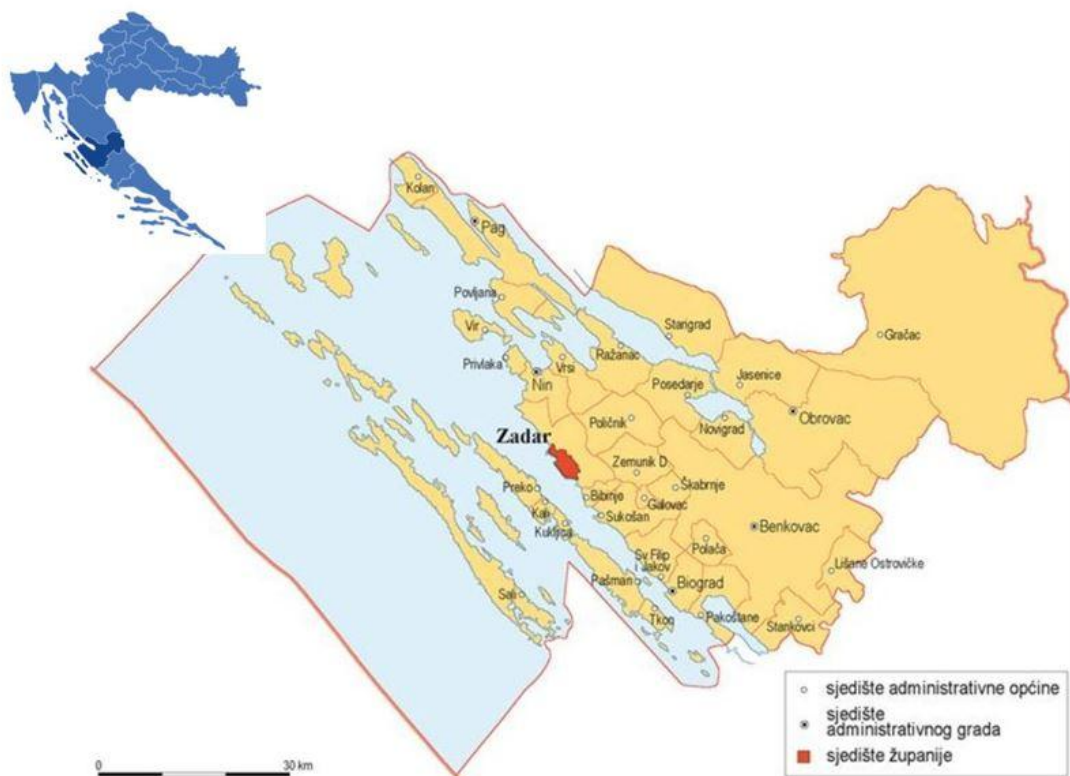 Kolan
Pag
Povljana
Vir
Starigrad
Gračac
Privlaka
Vrsi
Ražanac
Nin
Posedarje
Jasenice
Obrovac
Poličnik
Novigrad
Zadar
Zemunik D
Preko
Bibinje
Galovac
Škabrnje
Kali
Sukošan
Kukljica
Benkovac
Polača
Sv Filip
i Jakov
Lišane Ostrovičke
Pašman
Biograd
Sali
Tkon
Pakoštane
Stankovci
sjedište administrativne općine
sjedište
administrativnog grada
sjedište županije
0 30 km